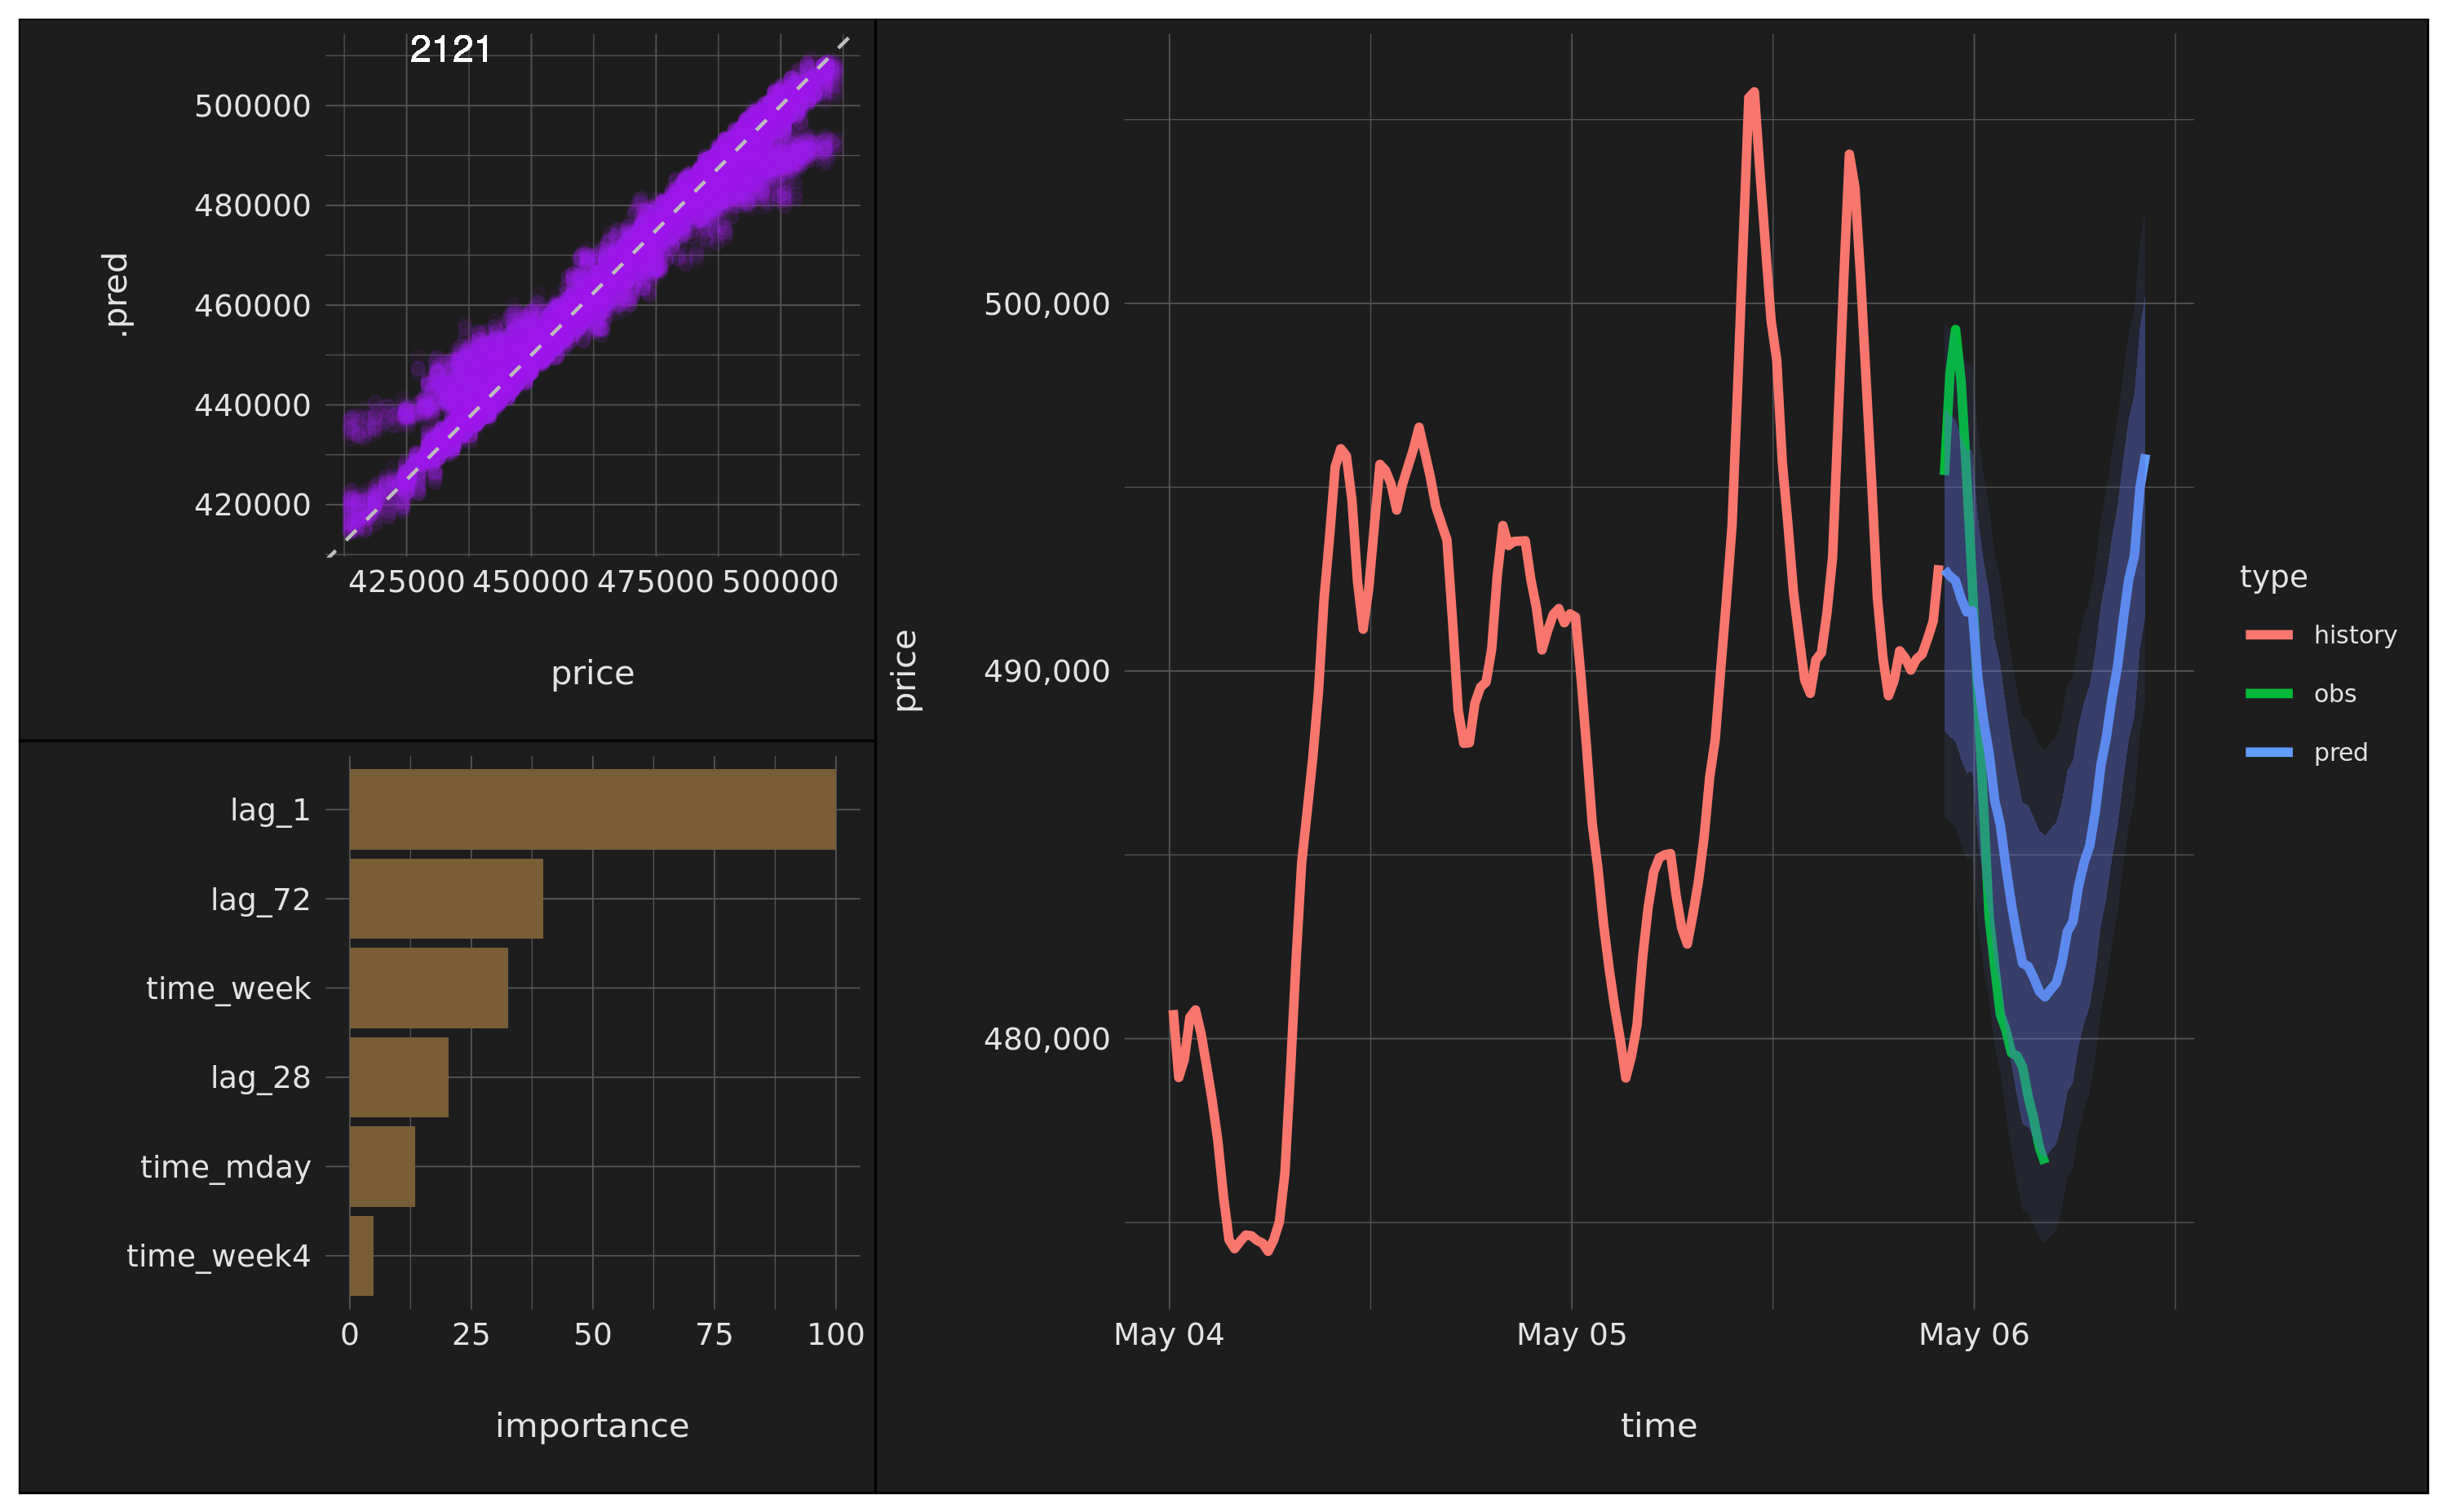 2121
500000
480000
460000
440000
420000
.pred
425000 450000 475000 500000
price
lag_1
lag_72
time_week
lag_28
time_mday
time_week4
0 25 50 75 100
importance
500,000
490,000
480,000
price
May 04 May 05 May 06
time
type
history
obs
pred